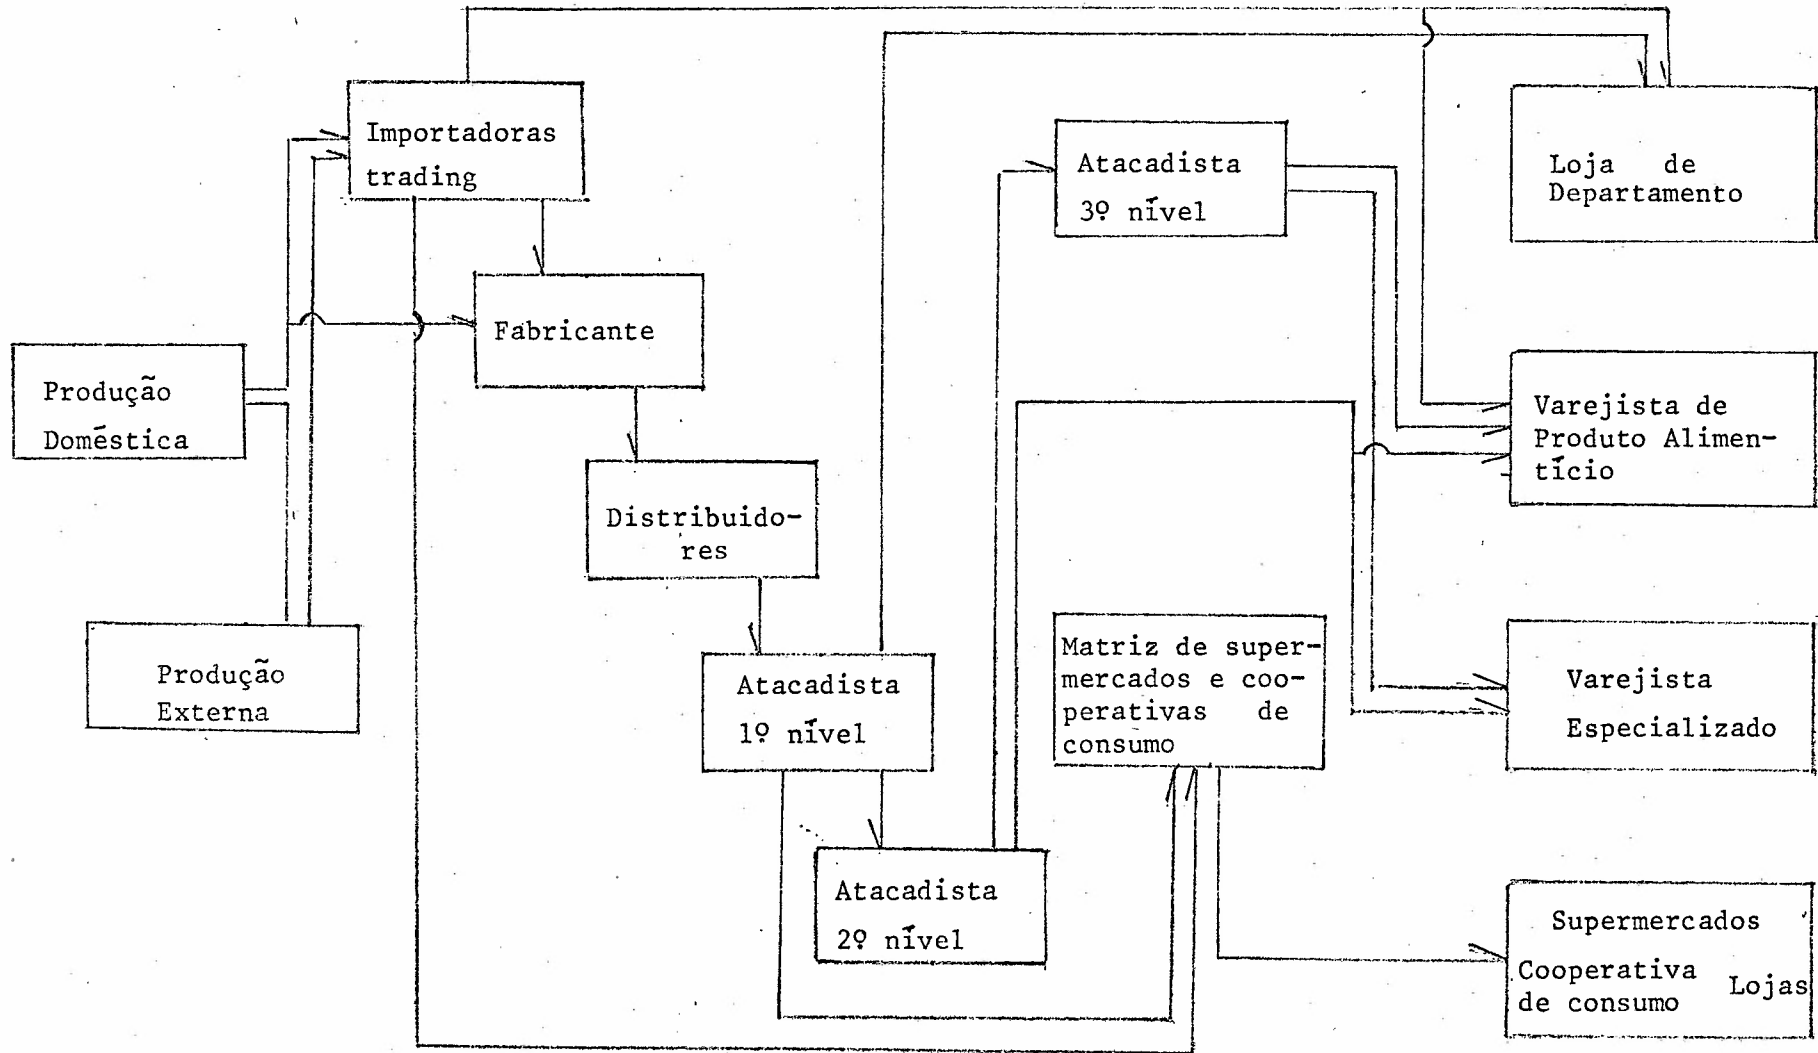 Importadoras
trading
Atacadista
3º nível
Loja de
Departamento
Fabricante
Produção
Doméstica
Varejista de
Produto Alimen-
tício
Distribuido-
res
Produção
Externa
Atacadista
1º nível
Matriz de super-
mercados e coo-
perativas de
consumo
Varejista
Especializado
Atacadista
2º nível
Supermercados
Cooperativa
de consumo Lojas